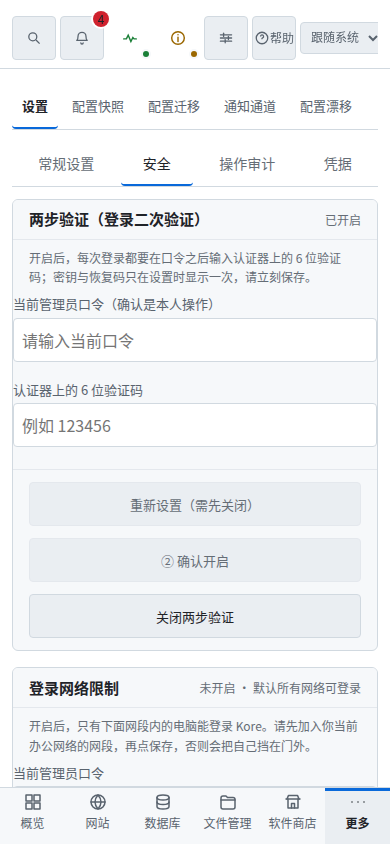 4
帮助
跟随系统
设置 配置快照 配置迁移 通知通道 配置漂移
常规设置 安全 操作审计 凭据
两步验证（登录二次验证） 已开启
开启后，每次登录都要在口令之后输入认证器上的 6 位验证
码；密钥与恢复码只在设置时显示一次，请立刻保存。
当前管理员口令（确认是本人操作）
请输入当前口令
认证器上的 6 位验证码
例如 123456
重新设置（需先关闭）
② 确认开启
关闭两步验证
登录网络限制 未开启 · 默认所有网络可登录
开启后，只有下面网段内的电脑能登录 Kore。请先加入你当前
办公网络的网段，再点保存，否则会把自己挡在门外。
当前管理员口令
概览 网站 数据库 文件管理 软件商店 更多